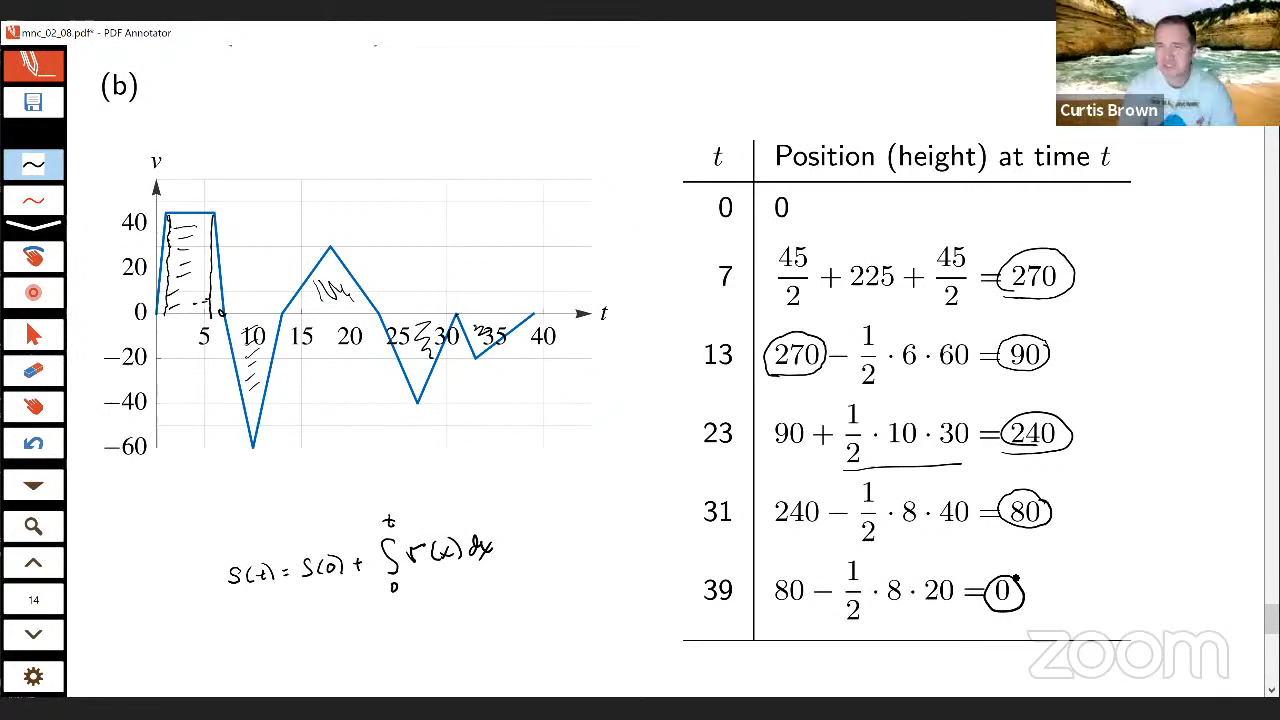 mnc_02_08.pdf* - PDF Annotator
(b)
Curtis Brown
v
40
20
0
−20
−40
−60
5 10 15 20 25 30 35 40 t
t Position (height) at time t
0 0
7 45/2 + 225 + 45/2 = 270
13 270 − 1/2 · 6 · 60 = 90
23 90 + 1/2 · 10 · 30 = 240
31 240 − 1/2 · 8 · 40 = 80
39 80 − 1/2 · 8 · 20 = 0
S(t) = S(0) + ∫₀ᵗ v(x) dx
14
zoom